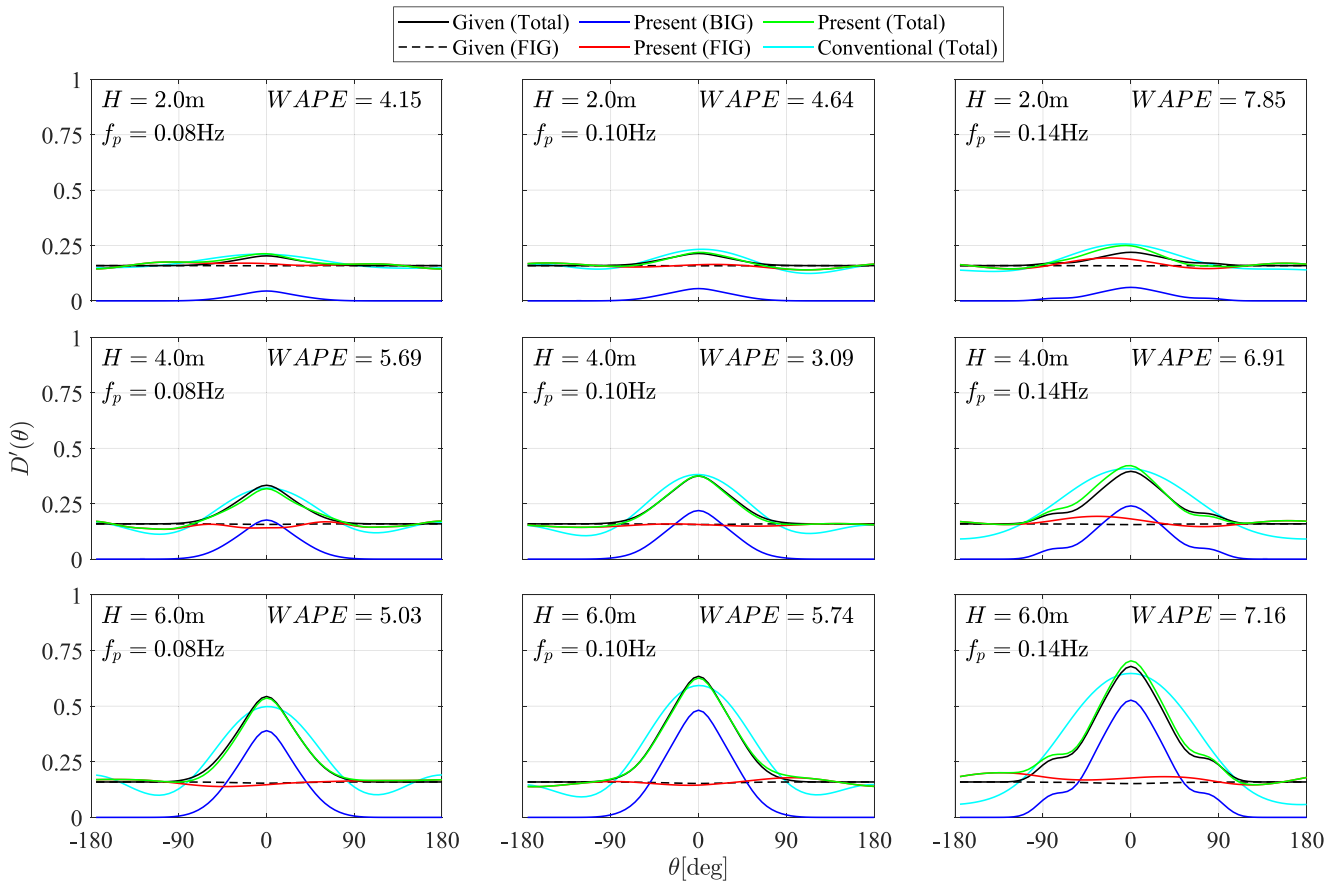 Given (Total) Present (BIG) Present (Total)
Given (FIG) Present (FIG) Conventional (Total)
1
H = 2.0m WAPE = 4.15 H = 2.0m WAPE = 4.64 H = 2.0m WAPE = 7.85
f_p = 0.08Hz f_p = 0.10Hz f_p = 0.14Hz
0.75
0.5
0.25
0
1
H = 4.0m WAPE = 5.69 H = 4.0m WAPE = 3.09 H = 4.0m WAPE = 6.91
f_p = 0.08Hz f_p = 0.10Hz f_p = 0.14Hz
0.75
D′(θ)
0.5
0.25
0
1
H = 6.0m WAPE = 5.03 H = 6.0m WAPE = 5.74 H = 6.0m WAPE = 7.16
f_p = 0.08Hz f_p = 0.10Hz f_p = 0.14Hz
0.75
0.5
0.25
0
-180 -90 0 90 180 -180 -90 0 90 180 -180 -90 0 90 180
θ[deg]